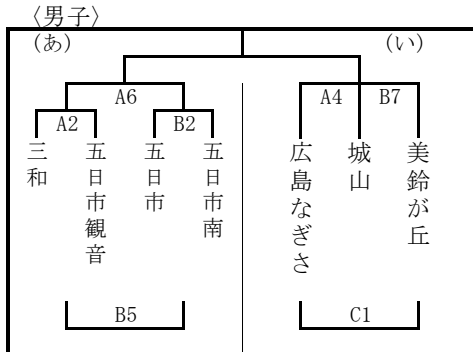 〈男子〉
(あ) (い)
A6 A4 B7
A2 B2
三和 五日市観音 五日市 五日市南 広島なぎさ 城山 美鈴が丘
B5 C1